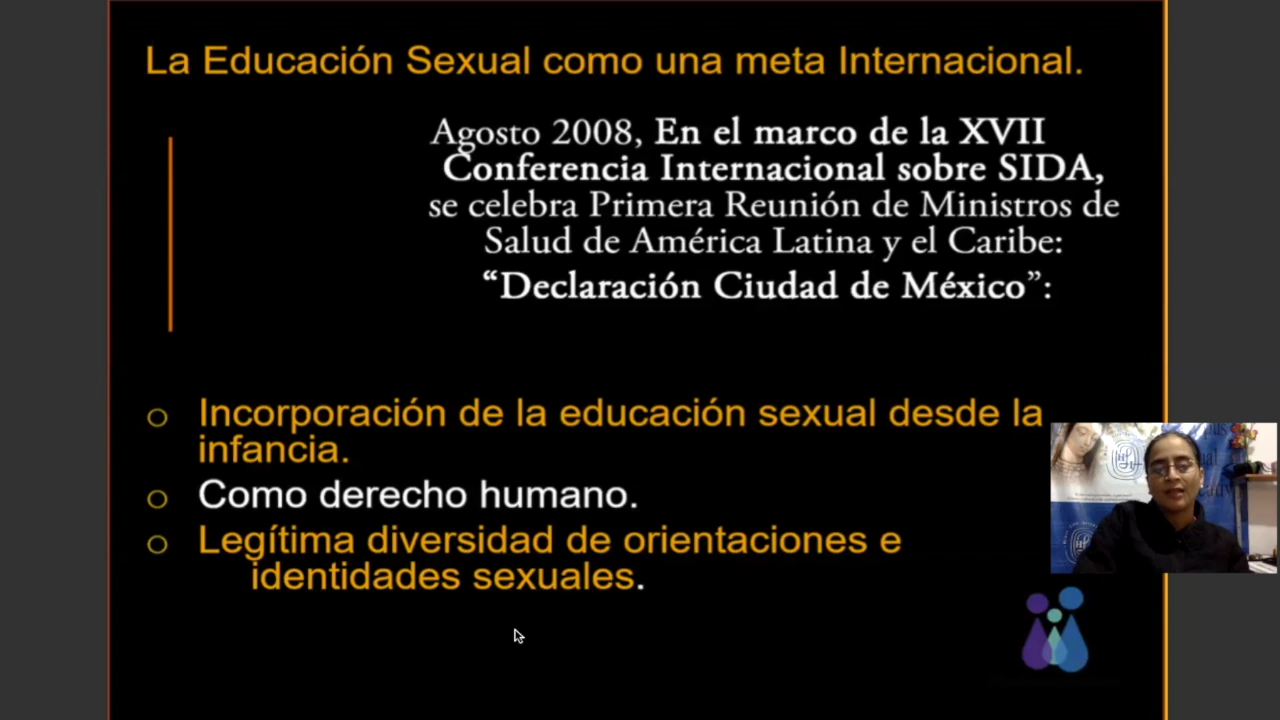 La Educación Sexual como una meta Internacional.
Agosto 2008, En el marco de la XVII
Conferencia Internacional sobre SIDA,
se celebra Primera Reunión de Ministros de
Salud de América Latina y el Caribe:
“Declaración Ciudad de México”:
o Incorporación de la educación sexual desde la
infancia.
o Como derecho humano.
o Legítima diversidad de orientaciones e
identidades sexuales.